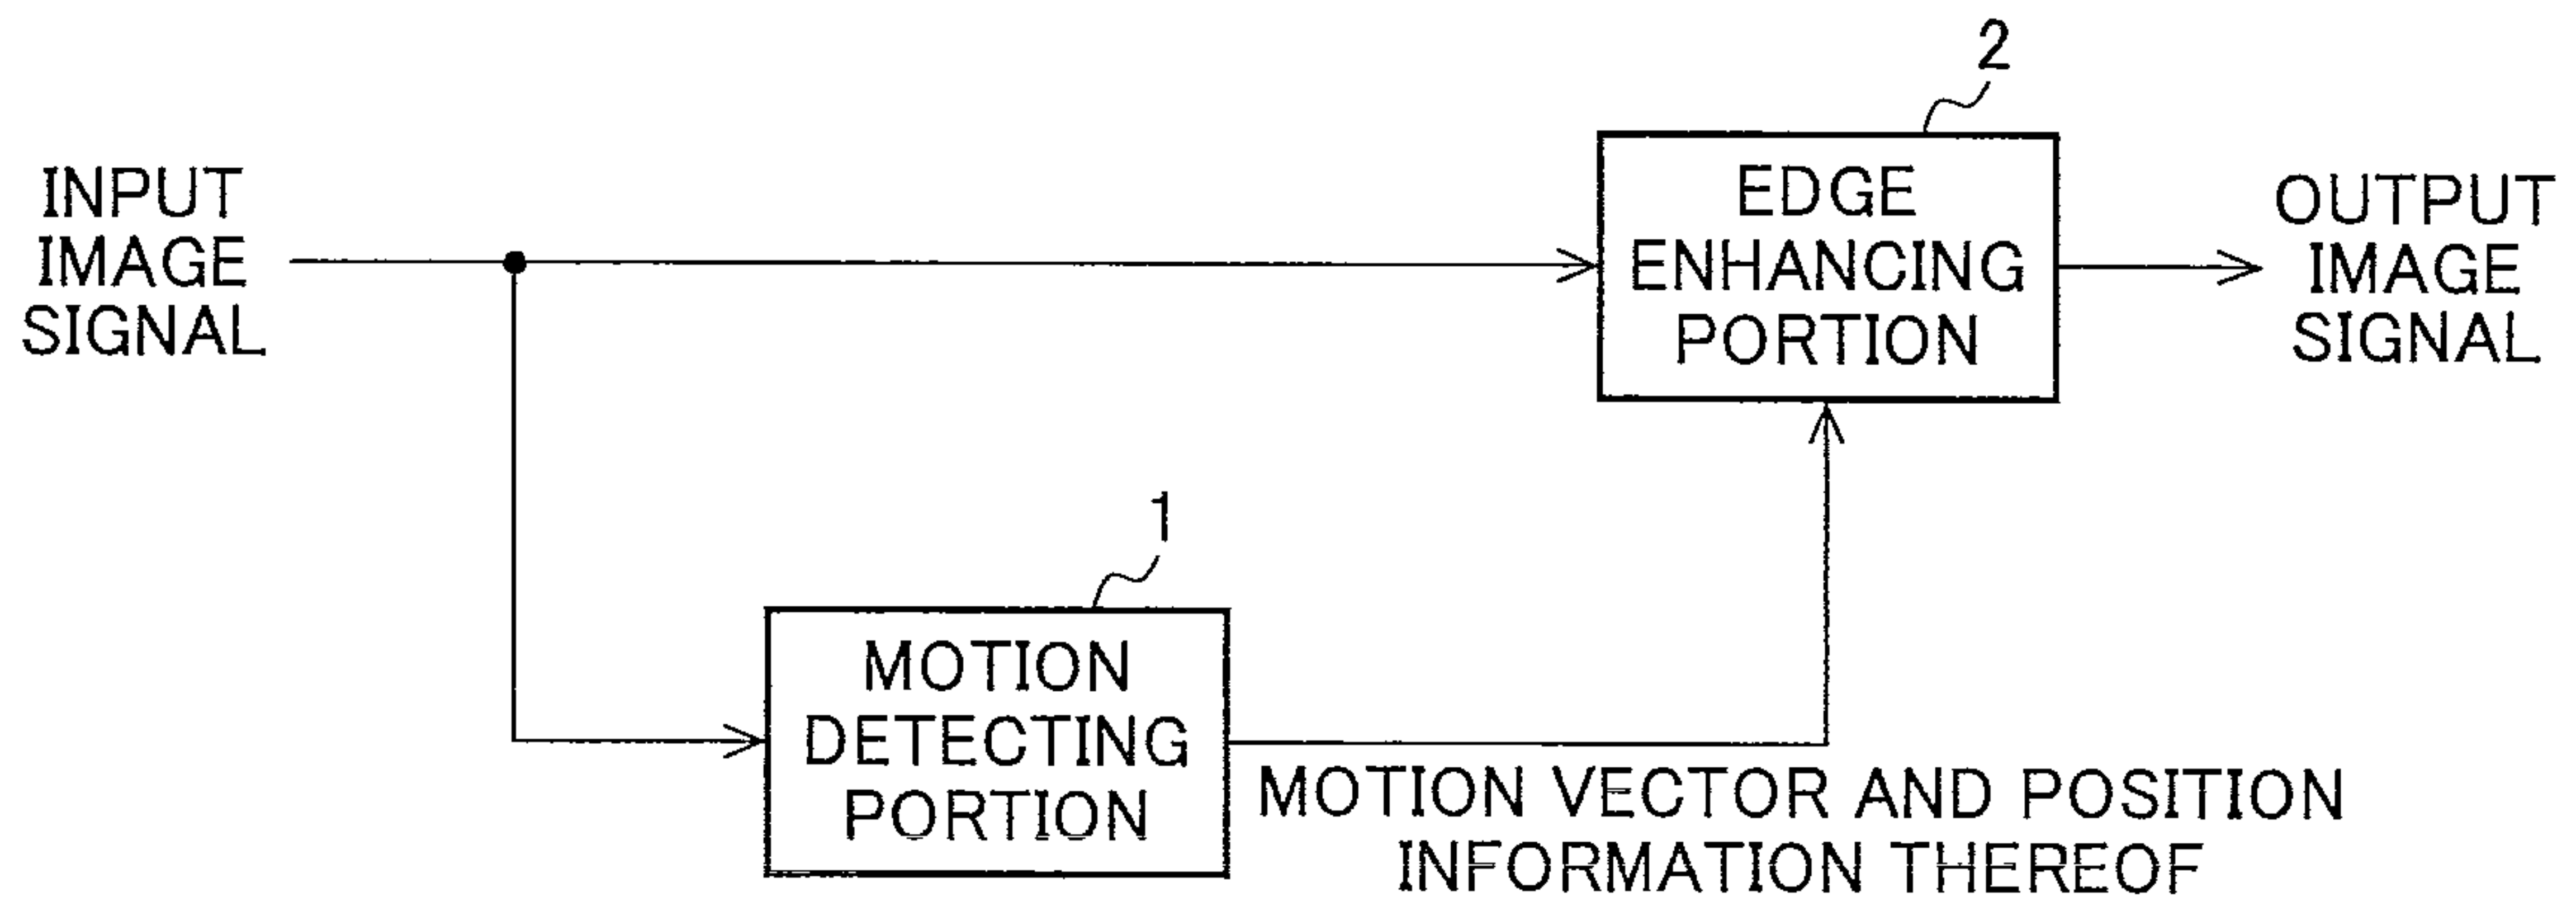 2
INPUT
IMAGE
SIGNAL
EDGE
ENHANCING
PORTION
OUTPUT
IMAGE
SIGNAL
1
MOTION
DETECTING
PORTION
MOTION VECTOR AND POSITION
INFORMATION THEREOF